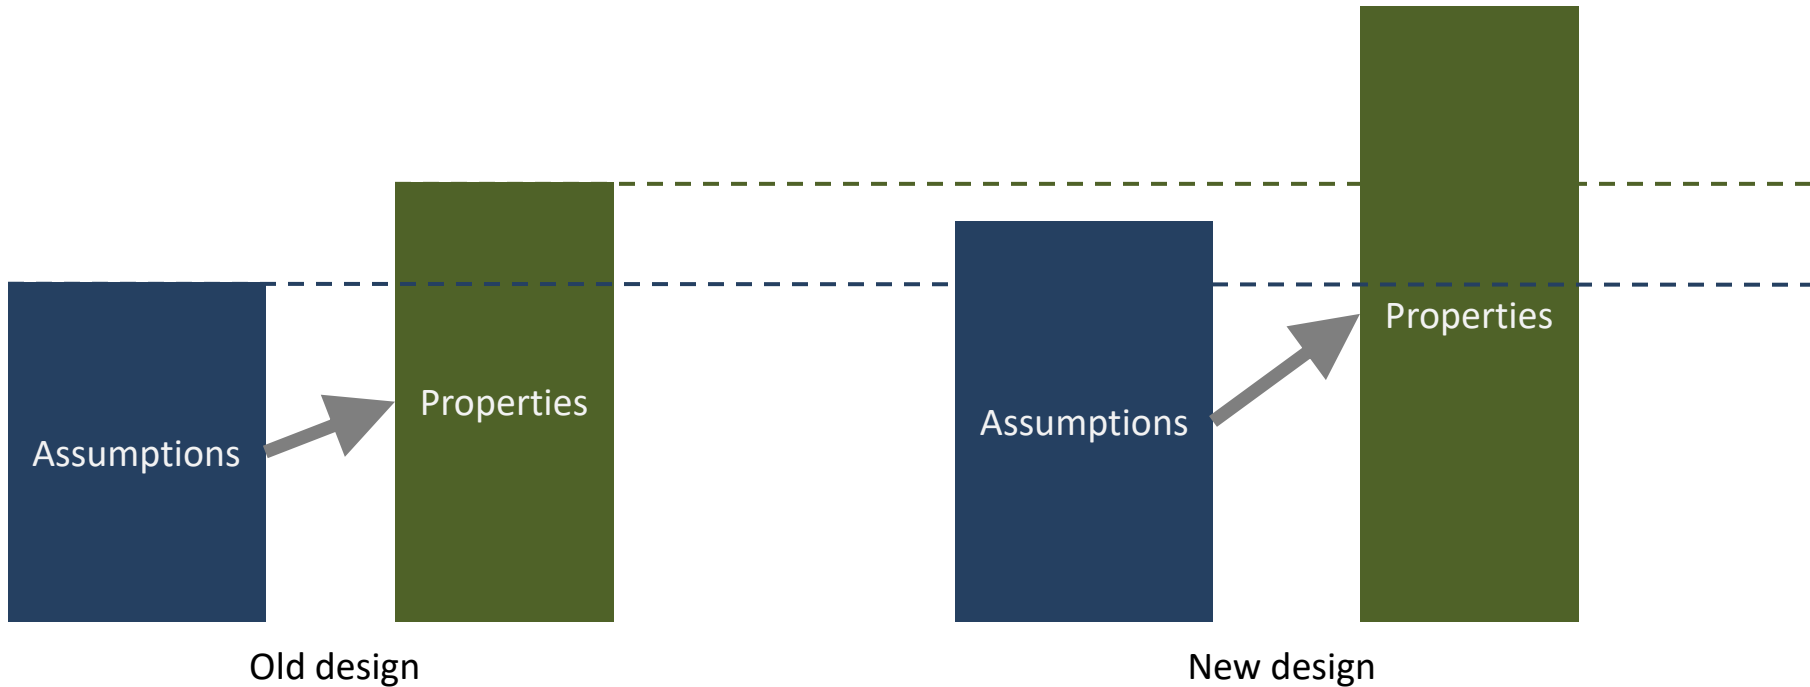 Assumptions
Properties
Assumptions
Properties
Old design
New design